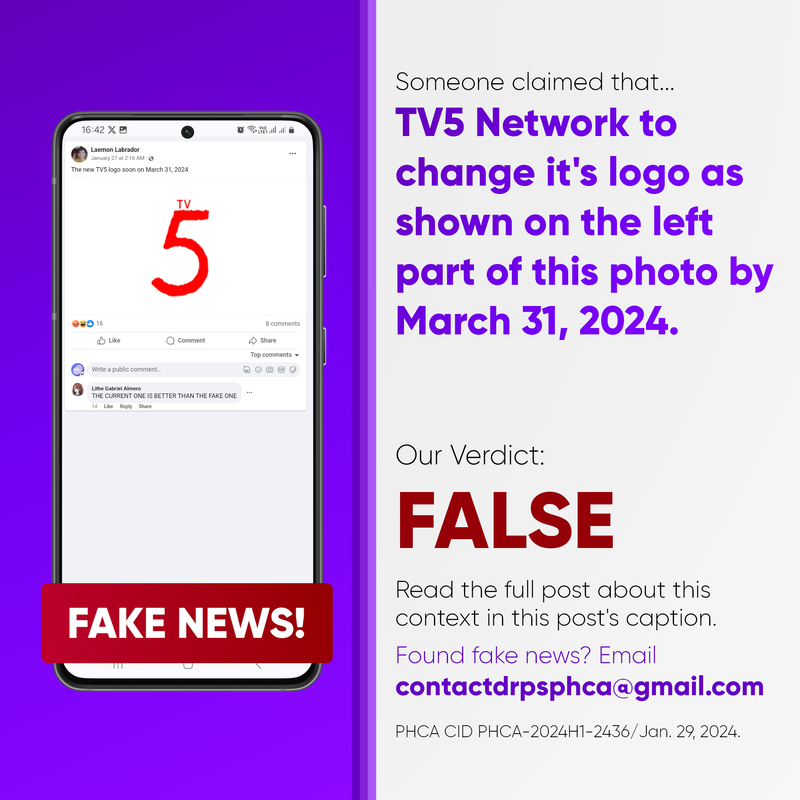 16:42
Laemon Labrador
January 27 at 2:16 AM
The new TV5 logo soon on March 31, 2024
TV
5
16
8 comments
Like
Comment
Share
Top comments
Write a public comment...
Lithe Gabriel Almero
THE CURRENT ONE IS BETTER THAN THE FAKE ONE
1d Like Reply Share
FAKE NEWS!
Someone claimed that...
TV5 Network to
change it's logo as
shown on the left
part of this photo by
March 31, 2024.
Our Verdict:
FALSE
Read the full post about this
context in this post's caption.
Found fake news? Email
contactdrpsphca@gmail.com
PHCA CID PHCA-2024H1-2436/Jan. 29, 2024.